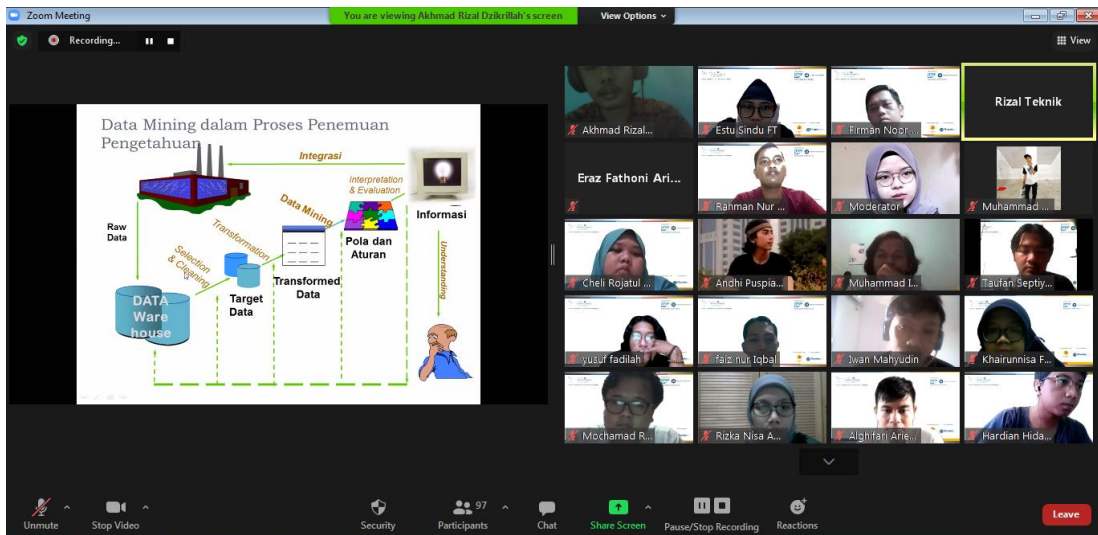 Zoom Meeting
You are viewing Akhmad Rizal Dzikrillah's screen
View Options
Recording...
View
Data Mining dalam Proses Penemuan
Pengetahuan
Integrasi
Interpretation
& Evaluation
Data Mining
Informasi
Raw
Data
Transformation
Pola dan
Aturan
Selection
& Cleaning
Understanding
Transformed
Data
Target
Data
DATA
Ware
house
Akhmad Rizal...
Estu Sindu FT
Firman Noor ...
Rizal Teknik
Eraz Fathoni Ari...
Rahman Nur ...
Moderator
Muhammad ...
Cheli Rojatul ...
Andhi Puspia...
Muhammad I...
Taufan Septiy...
yusuf fadilah
faiz nur Iqbal
Iwan Mahyudin
Khairunnisa F...
Mochamad R...
Rizka Nisa A...
Alghifari Arie...
Hardian Hida...
Unmute
Stop Video
Security
97
Participants
Chat
Share Screen
Pause/Stop Recording
Reactions
Leave